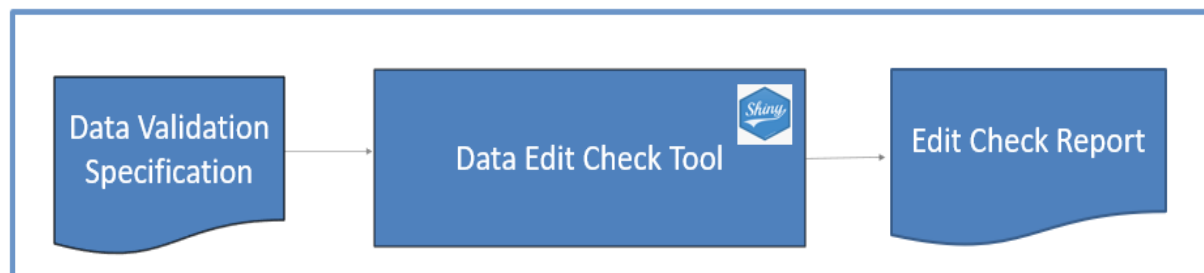 Data Validation
Specification
Data Edit Check Tool
Shiny
Edit Check Report